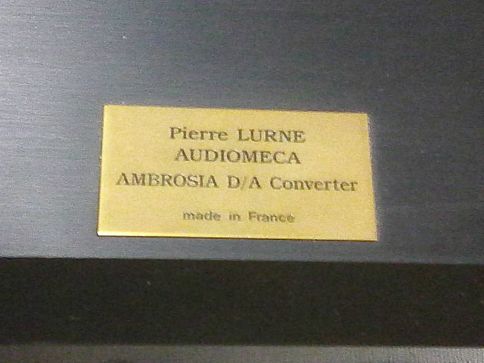 Pierre LURNE
AUDIOMECA
AMBROSIA D/A Converter
made in France